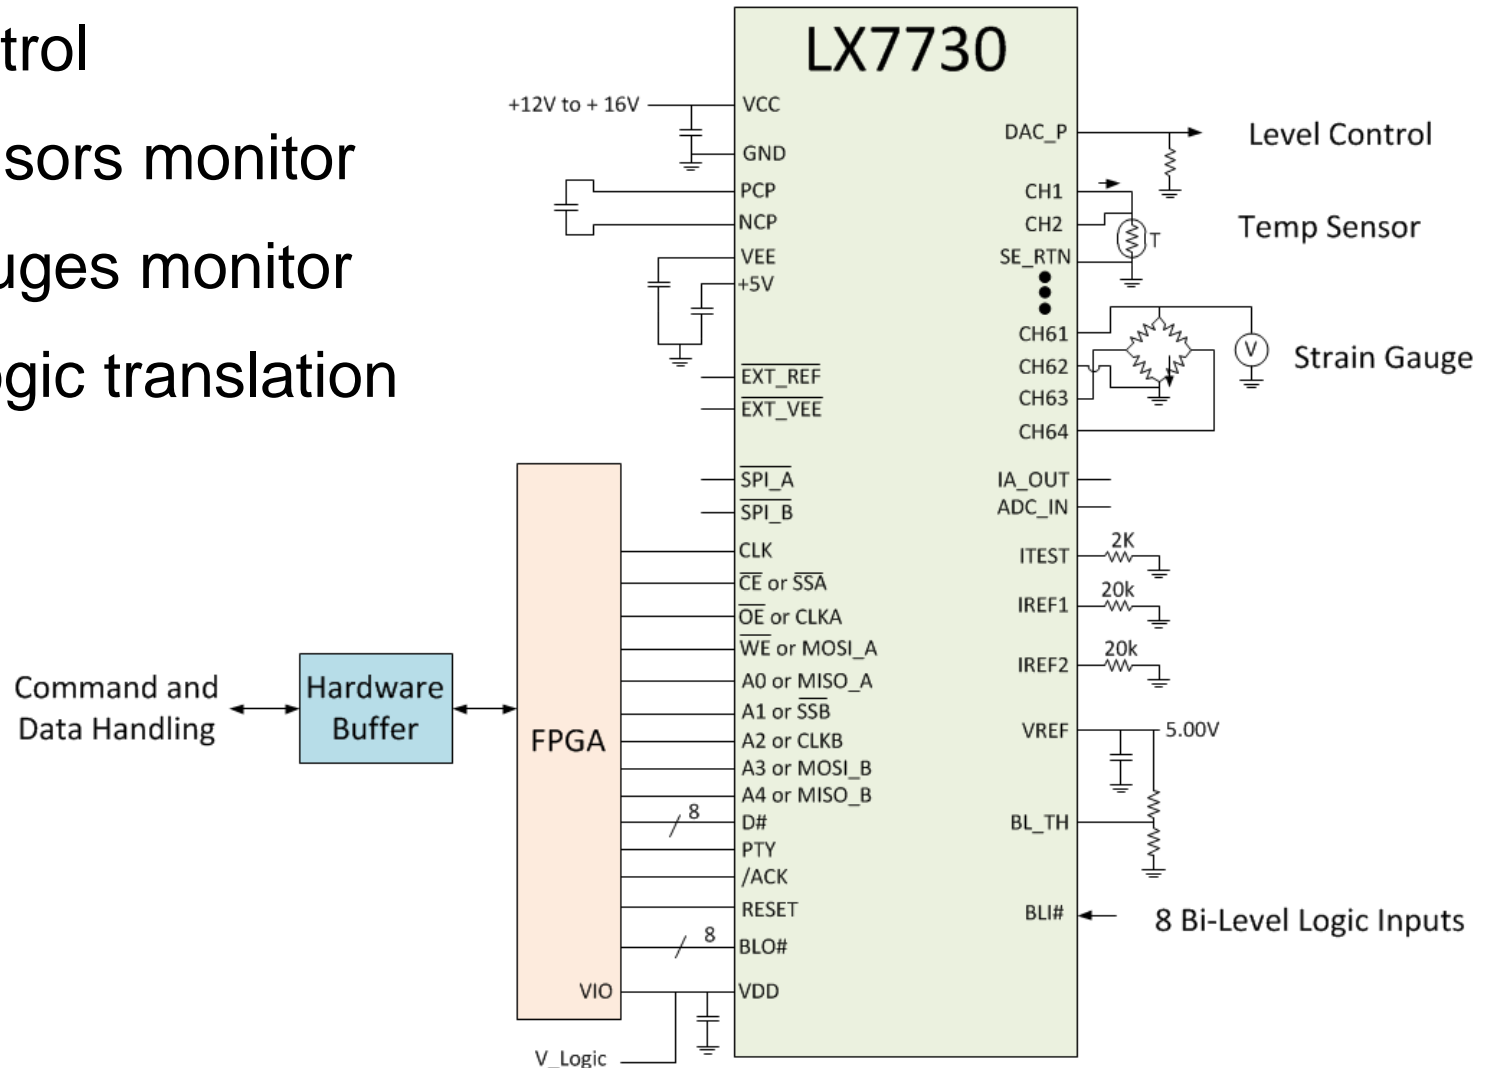 trol
sors monitor
uges monitor
ogic translation
LX7730
+12V to + 16V
VCC
GND
PCP
NCP
VEE
+5V
EXT_REF
EXT_VEE
SPI_A
SPI_B
CLK
CE or SSA
OE or CLKA
WE or MOSI_A
A0 or MISO_A
A1 or SSB
A2 or CLKB
A3 or MOSI_B
A4 or MISO_B
8
D#
PTY
/ACK
RESET
8
BLO#
VDD
VIO
V_Logic
FPGA
Hardware
Buffer
Command and
Data Handling
DAC_P
Level Control
CH1
CH2
SE_RTN
T
Temp Sensor
CH61
CH62
CH63
CH64
V
Strain Gauge
IA_OUT
ADC_IN
ITEST
2K
IREF1
20k
IREF2
20k
VREF
5.00V
BL_TH
BLI#
8 Bi-Level Logic Inputs